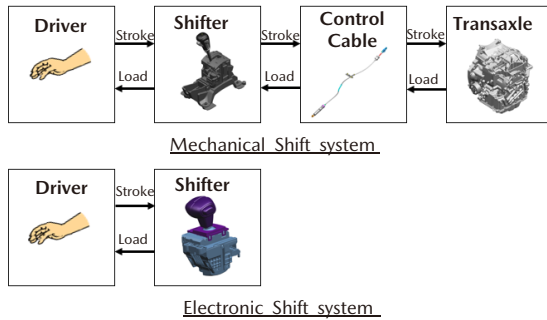 Driver
Stroke
Load
Shifter
Stroke
Load
Control
Cable
Stroke
Load
Transaxle
Mechanical Shift system
Driver
Stroke
Load
Shifter
Electronic Shift system